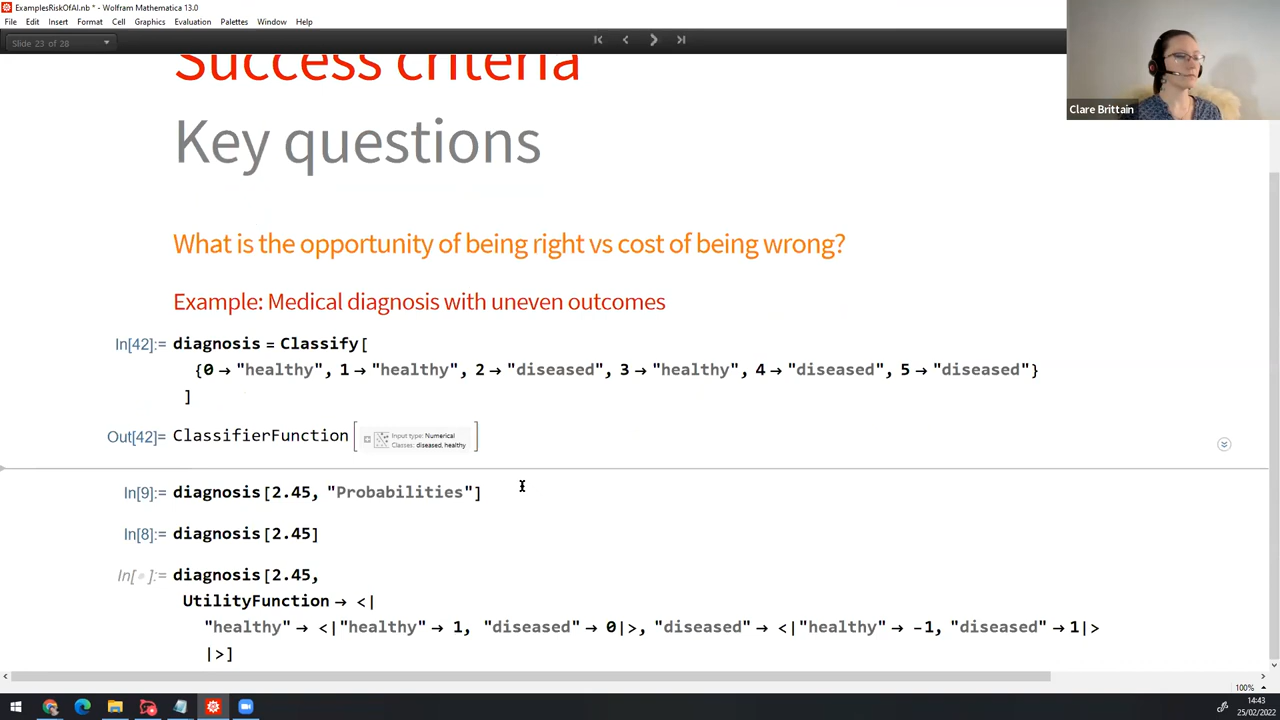 ExamplesRiskOfAI.nb * - Wolfram Mathematica 13.0
File Edit Insert Format Cell Graphics Evaluation Palettes Window Help
Slide 23 of 28
Clare Brittain
Success criteria
Key questions
What is the opportunity of being right vs cost of being wrong?
Example: Medical diagnosis with uneven outcomes
In[42]:= diagnosis = Classify[
{0 → "healthy", 1 → "healthy", 2 → "diseased", 3 → "healthy", 4 → "diseased", 5 → "diseased"}
]
Out[42]= ClassifierFunction[ Input type: Numerical
Classes: diseased, healthy ]
In[9]:= diagnosis[2.45, "Probabilities"]
In[8]:= diagnosis[2.45]
In[ ]:= diagnosis[2.45,
UtilityFunction → <|
"healthy" → <|"healthy" → 1, "diseased" → 0|>, "diseased" → <|"healthy" → -1, "diseased" → 1|>
|>]
100%
14:43
25/02/2022